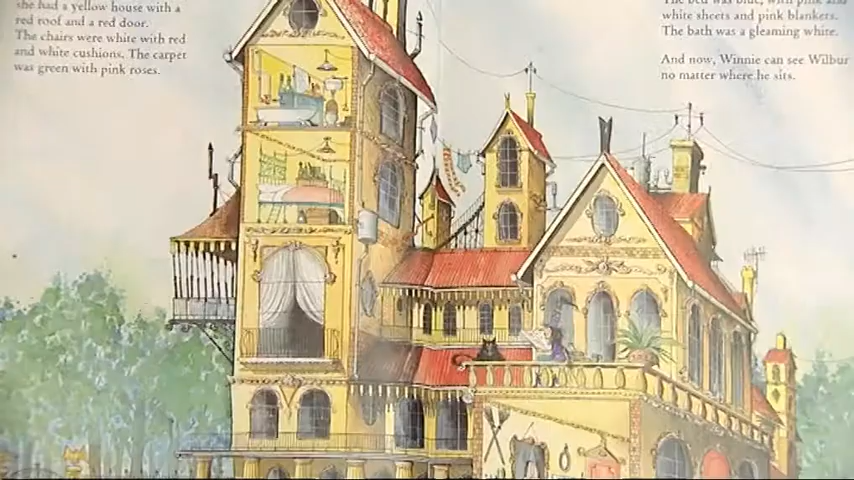 she had a yellow house with a
red roof and a red door.
The chairs were white with red
and white cushions. The carpet
was green with pink roses.
The bed was blue, with pink and
white sheets and pink blankets.
The bath was a gleaming white.
And now, Winnie can see Wilbur
no matter where he sits.